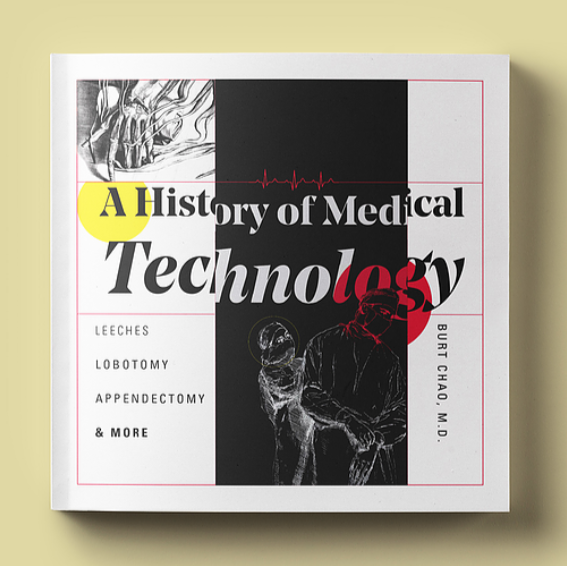 A History of Medical
Technology
LEECHES
LOBOTOMY
APPENDECTOMY
& MORE
BURT CHAO, M.D.